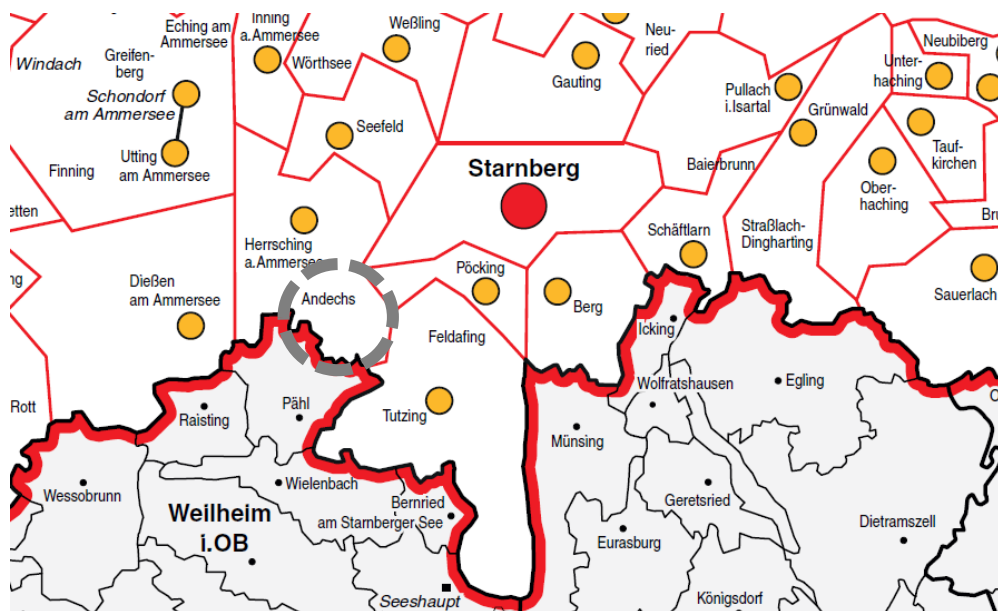 Eching am
Ammersee
Inning
a.Ammersee
Weßling
Neu-
ried
Neubiberg
Windach
Greifen-
berg
Wörthsee
Gauting
Unter-
haching
Pullach
i.Isartal
Schondorf
am Ammersee
Grünwald
Seefeld
Utting
am Ammersee
Finning
Starnberg
Baierbrunn
Tauf-
kirchen
Ober-
haching
etten
Herrsching
a.Ammersee
Schäftlarn
Straßlach-
Dingharting
Bru
ng
Dießen
am Ammersee
Andechs
Pöcking
Berg
Sauerlach
Feldafing
Icking
Rott
Raisting
Pähl
Tutzing
Wolfratshausen
Egling
Münsing
Wessobrunn
Wielenbach
Bernried
am Starnberger See
Geretsried
Weilheim
i.OB
Eurasburg
Dietramszell
Seeshaupt
Königsdorf